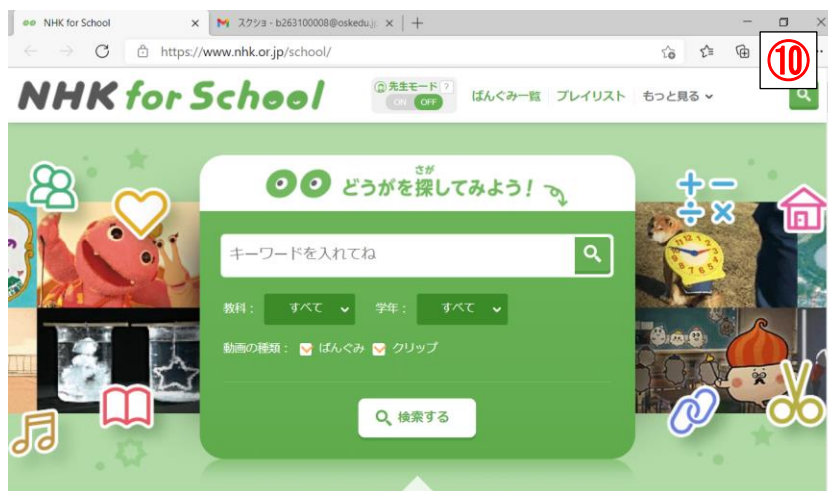 NHK for School
スクショ - b263100008@oskedu.j
⑩
https://www.nhk.or.jp/school/
NHK for School
先生モード ?
ON OFF
ばんぐみ一覧 プレイリスト もっと見る
どうがを探してみよう!
さが
キーワードを入れてね
教科: すべて 学年: すべて
動画の種類: ばんぐみ クリップ
検索する